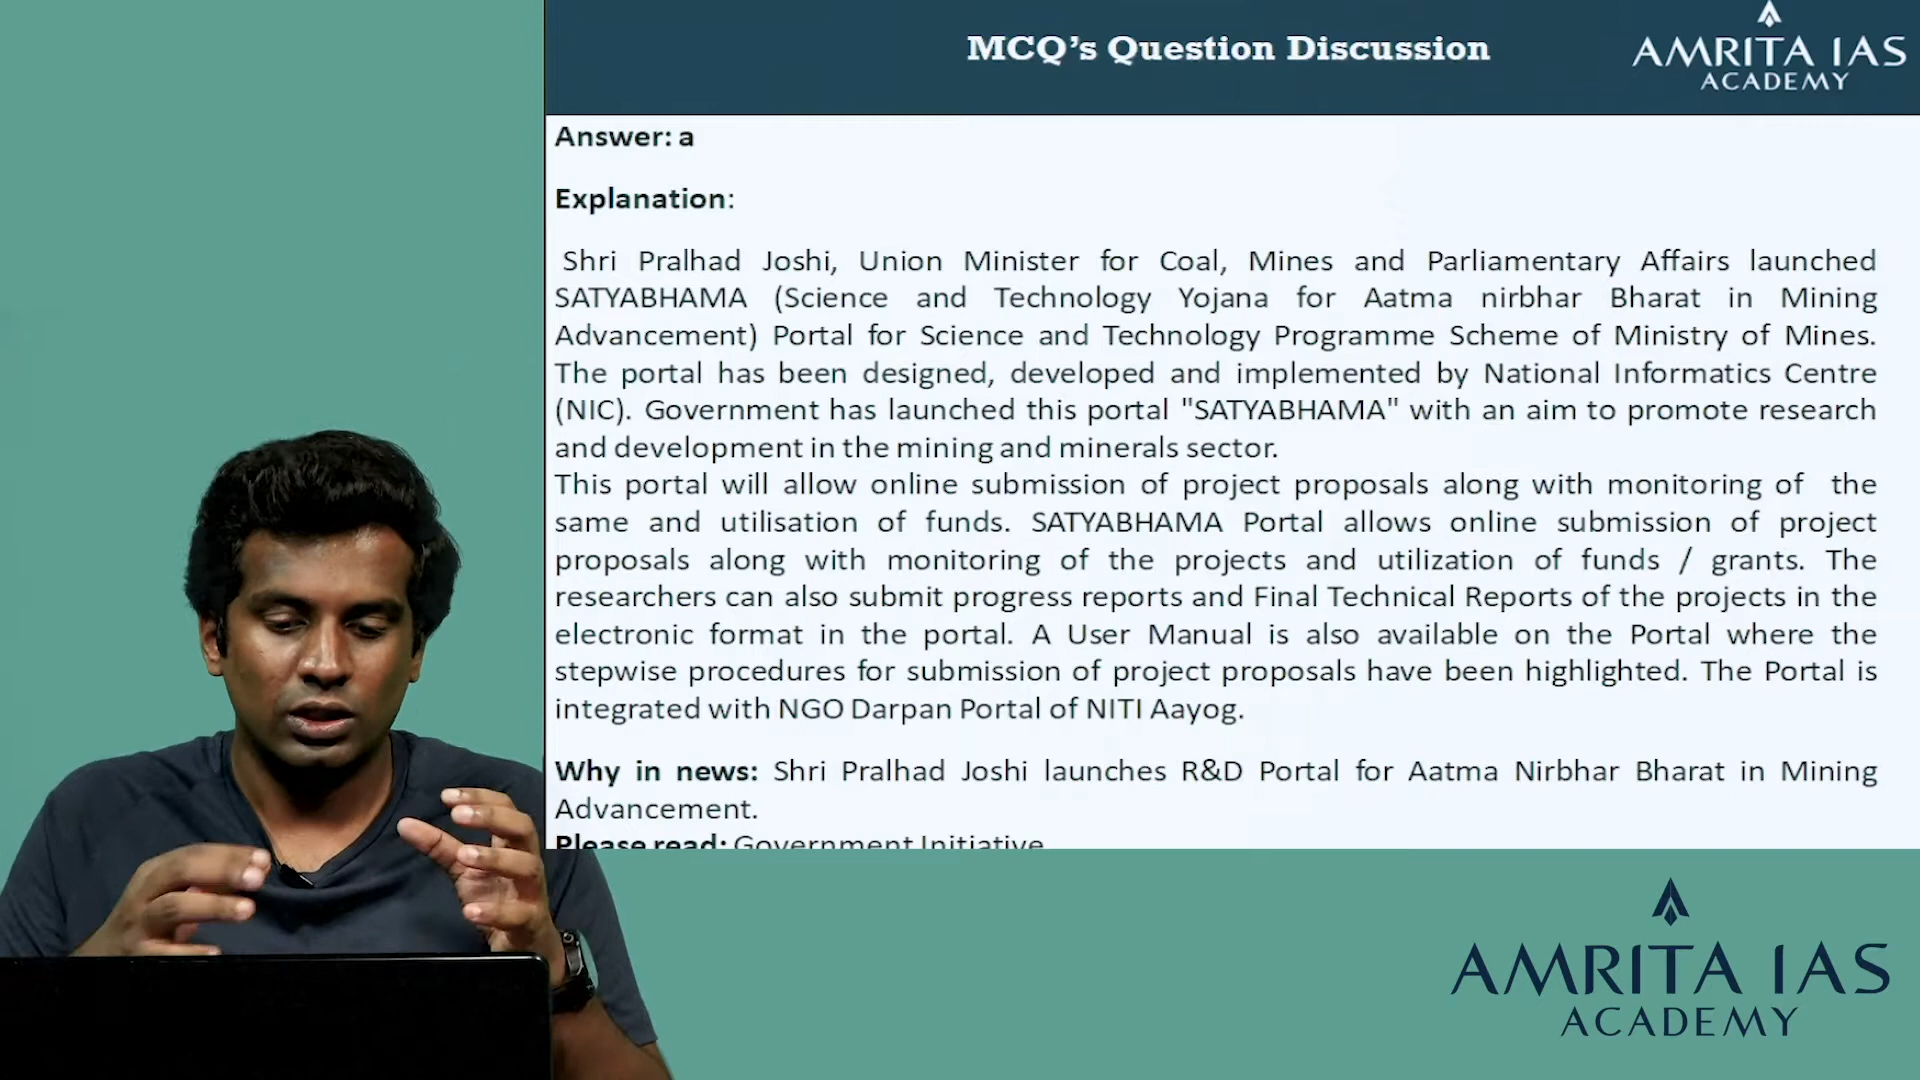 MCQ's Question Discussion
AMRITA IAS
ACADEMY
Answer: a
Explanation:
Shri Pralhad Joshi, Union Minister for Coal, Mines and Parliamentary Affairs launched
SATYABHAMA (Science and Technology Yojana for Aatma nirbhar Bharat in Mining
Advancement) Portal for Science and Technology Programme Scheme of Ministry of Mines.
The portal has been designed, developed and implemented by National Informatics Centre
(NIC). Government has launched this portal "SATYABHAMA" with an aim to promote research
and development in the mining and minerals sector.
This portal will allow online submission of project proposals along with monitoring of the
same and utilisation of funds. SATYABHAMA Portal allows online submission of project
proposals along with monitoring of the projects and utilization of funds / grants. The
researchers can also submit progress reports and Final Technical Reports of the projects in the
electronic format in the portal. A User Manual is also available on the Portal where the
stepwise procedures for submission of project proposals have been highlighted. The Portal is
integrated with NGO Darpan Portal of NITI Aayog.
Why in news: Shri Pralhad Joshi launches R&D Portal for Aatma Nirbhar Bharat in Mining
Advancement.
Please read: Government Initiative
AMRITA IAS
ACADEMY